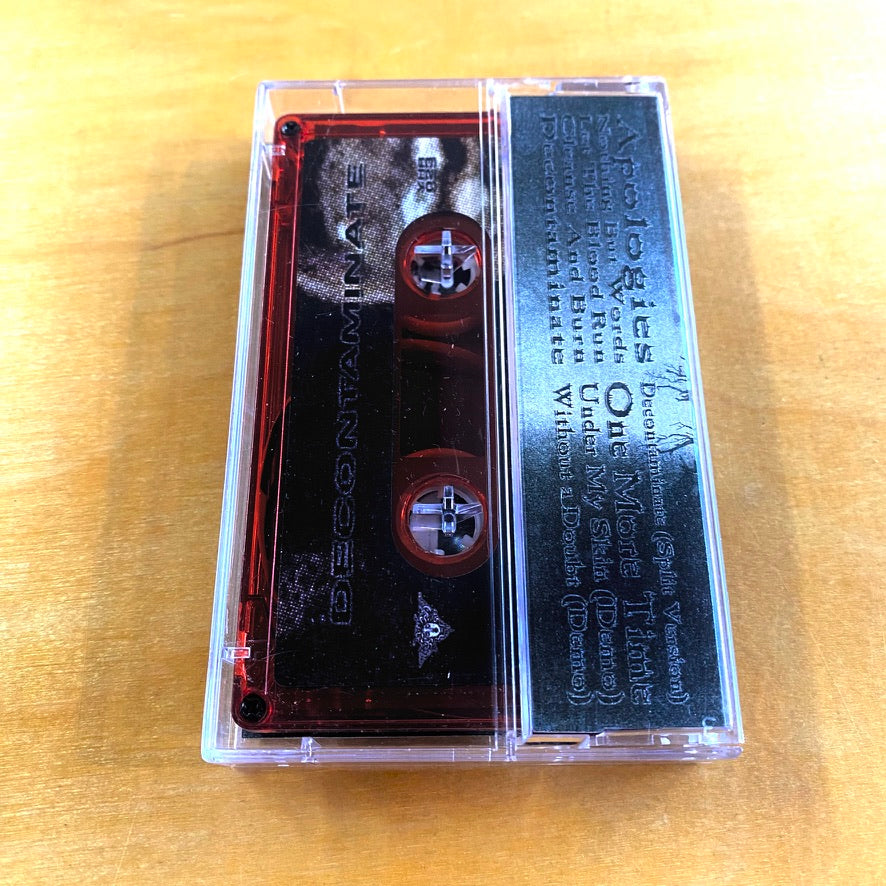 DECONTAMINATE
Apologies
Nothing But Words
Let The Blood Run
Cleanse And Burn
Decontaminate
Decontaminate (Split Version)
One More Time
Under My Skin (Demo)
Without a Doubt (Demo)